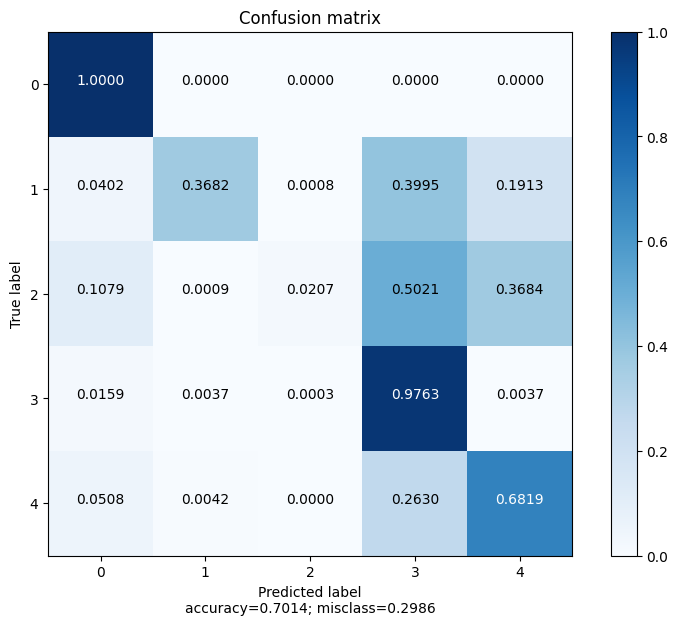 Confusion matrix
0 1.0000 0.0000 0.0000 0.0000 0.0000
1 0.0402 0.3682 0.0008 0.3995 0.1913
2 0.1079 0.0009 0.0207 0.5021 0.3684
3 0.0159 0.0037 0.0003 0.9763 0.0037
4 0.0508 0.0042 0.0000 0.2630 0.6819
True label
0 1 2 3 4
Predicted label
accuracy=0.7014; misclass=0.2986
1.0
0.8
0.6
0.4
0.2
0.0